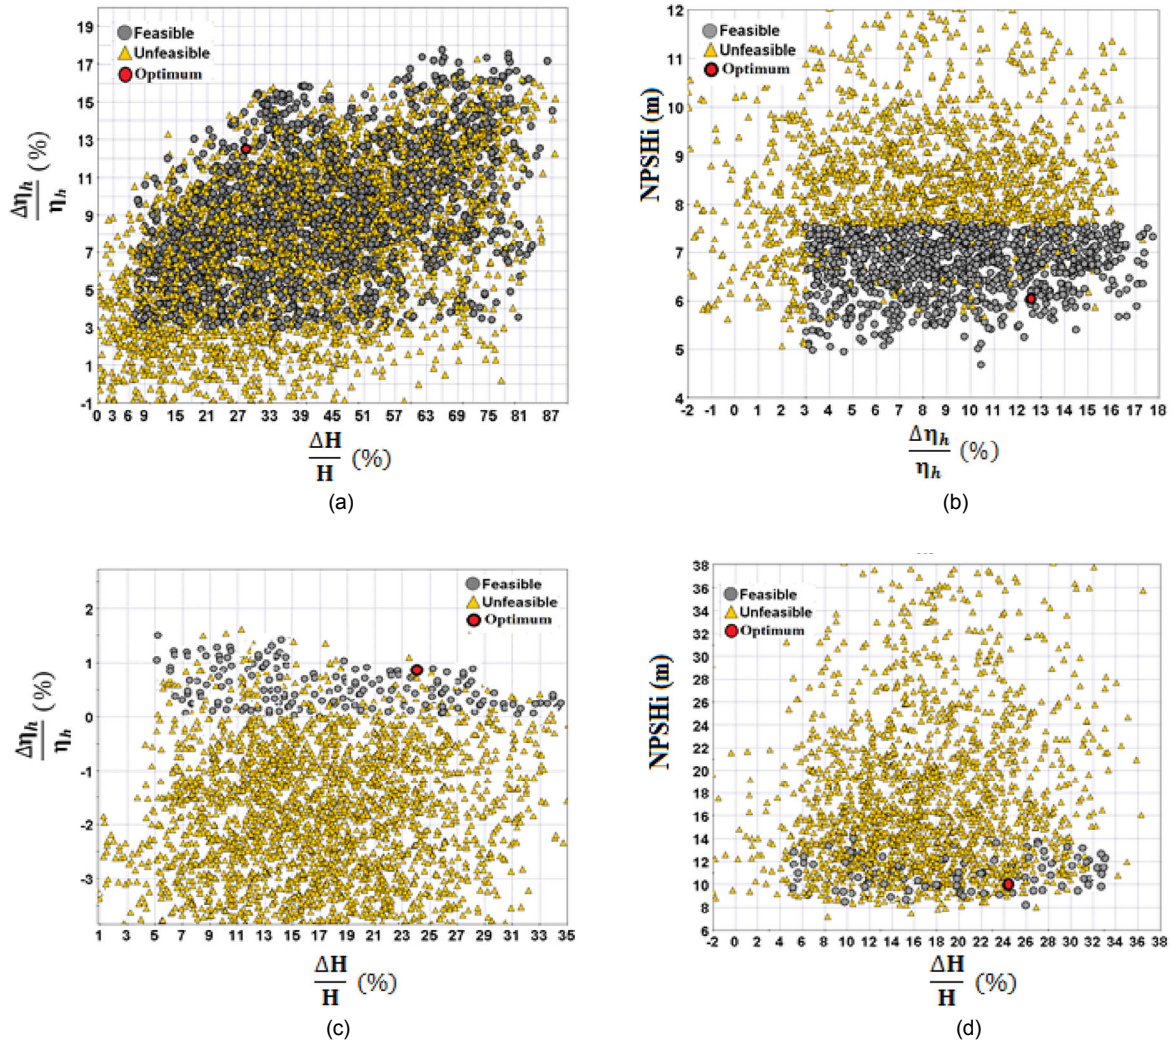 19
17
15
13
11
9
7
5
3
1
-1
Feasible
Unfeasible
Optimum
Δη_h
η_h
(%)
0 3 6 9 15 21 27 33 39 45 51 57 63 69 75 81 87
ΔH
H
(%)
(a)
12
11
10
9
8
7
6
5
4
Feasible
Unfeasible
Optimum
NPSHi (m)
-2 -1 0 1 2 3 4 5 6 7 8 9 10 11 12 13 14 15 16 17 18
Δη_h
η_h
(%)
(b)
2
1
0
-1
-2
-3
Feasible
Unfeasible
Optimum
Δη_h
η_h
(%)
1 3 5 7 9 11 13 15 17 19 21 23 25 27 29 31 33 35
ΔH
H
(%)
(c)
38
36
34
32
30
28
26
24
22
20
18
16
14
12
10
8
6
Feasible
Unfeasible
Optimum
NPSHi (m)
-2 0 2 4 6 8 10 12 14 16 18 20 22 24 26 28 30 32 34 36 38
ΔH
H
(%)
(d)